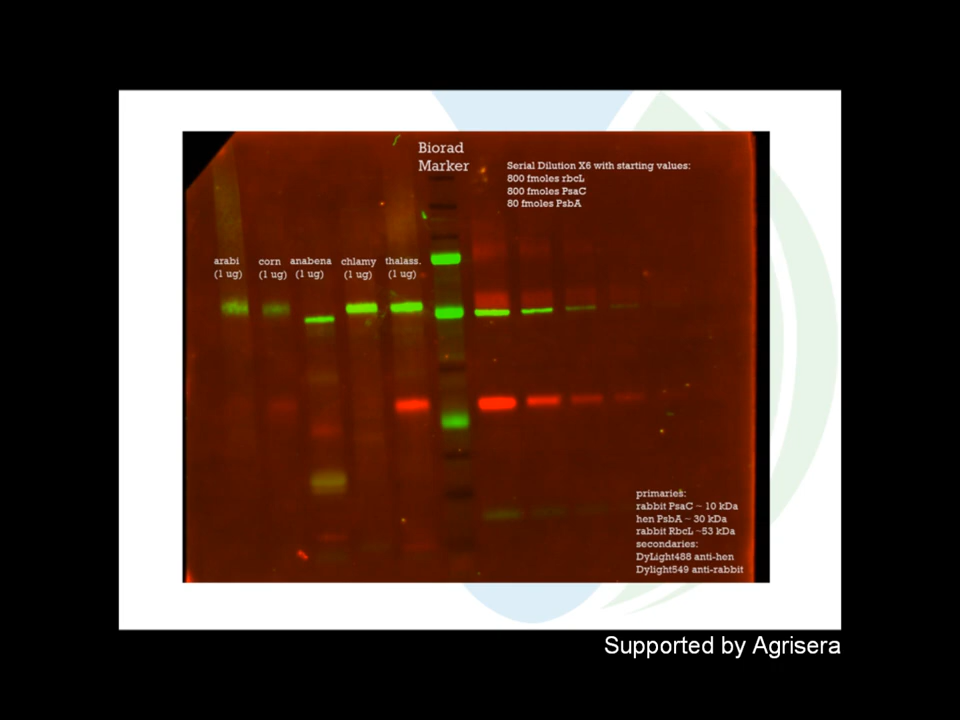 Biorad
Marker
Serial Dilution X6 with starting values:
800 fmoles rbcL
800 fmoles PsaC
80 fmoles PsbA
arabi
(1 ug)
corn
(1 ug)
anabena
(1 ug)
chlamy
(1 ug)
thalass.
(1 ug)
primaries:
rabbit PsaC ~ 10 kDa
hen PsbA ~ 30 kDa
rabbit RbcL ~53 kDa
secondaries:
DyLight488 anti-hen
Dylight549 anti-rabbit
Supported by Agrisera